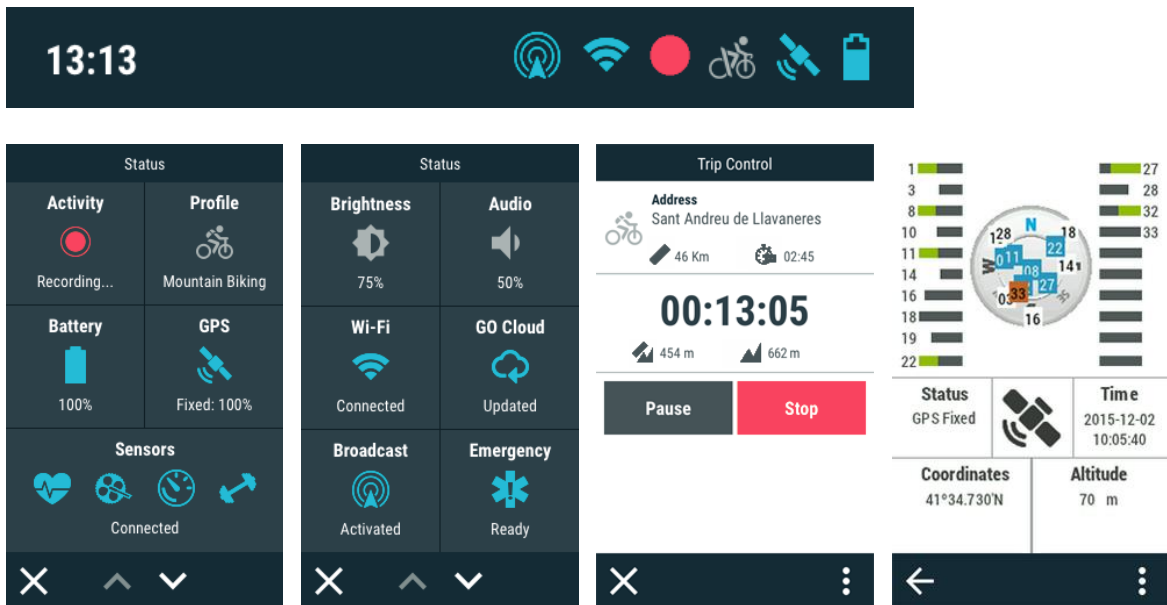 13:13
Status
Activity Profile
Recording... Mountain Biking
Battery GPS
100% Fixed: 100%
Sensors
Connected
Status
Brightness Audio
75% 50%
Wi-Fi GO Cloud
Connected Updated
Broadcast Emergency
Activated Ready
Trip Control
Address
Sant Andreu de Llavaneres
46 Km 02:45
00:13:05
454 m 662 m
Pause Stop
1 27
3 28
8 32
10 33
11
14
16
18
19
22
N
128 18
22
11
08 141
W
27
33 35
16
Status Time
GPS Fixed 2015-12-02
10:05:40
Coordinates Altitude
41°34.730'N 70 m